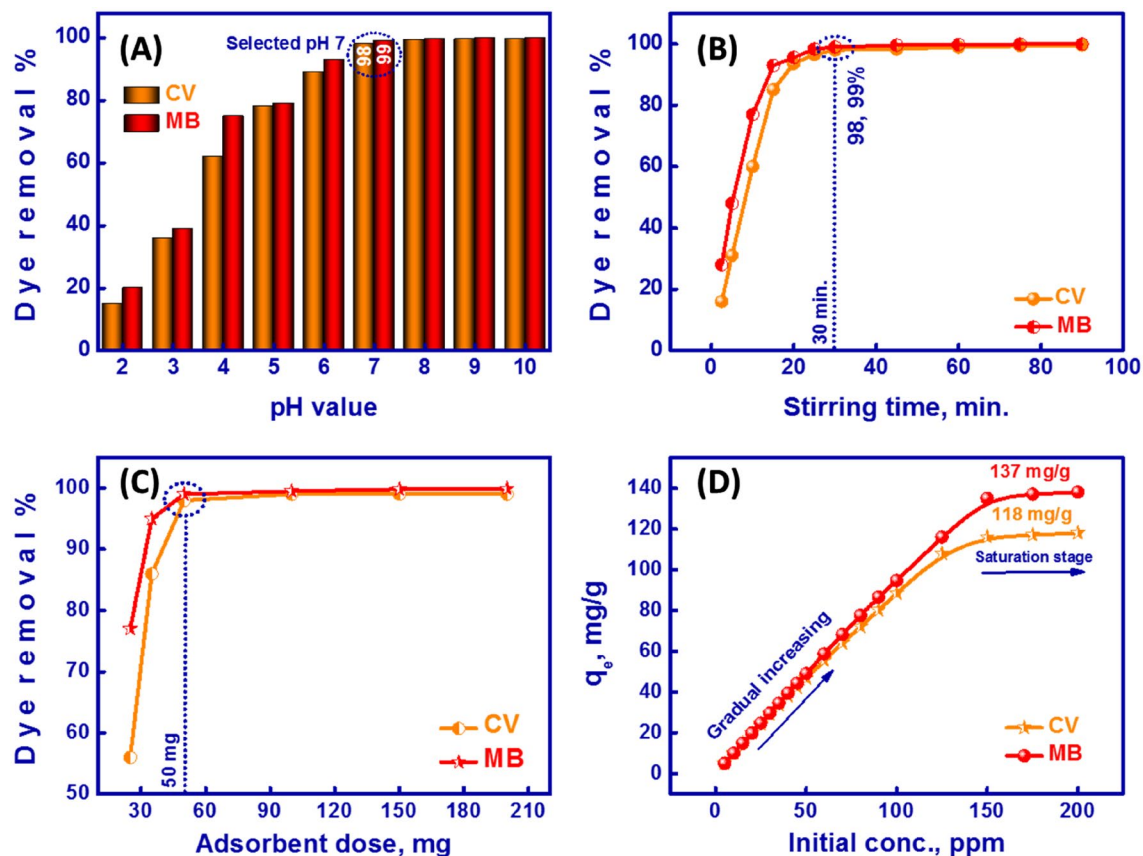 (A)
Dye removal %
100
80
60
40
20
0
Selected pH 7
98
99
CV
MB
2 3 4 5 6 7 8 9 10
pH value
(B)
Dye removal %
100
80
60
40
20
0
98, 99%
30 min.
CV
MB
0 20 40 60 80 100
Stirring time, min.
(C)
Dye removal %
100
90
80
70
60
50
50 mg
CV
MB
30 60 90 120 150 180 210
Adsorbent dose, mg
(D)
qe, mg/g
140
120
100
80
60
40
20
0
137 mg/g
118 mg/g
Saturation stage
Gradual increasing
CV
MB
0 50 100 150 200
Initial conc., ppm